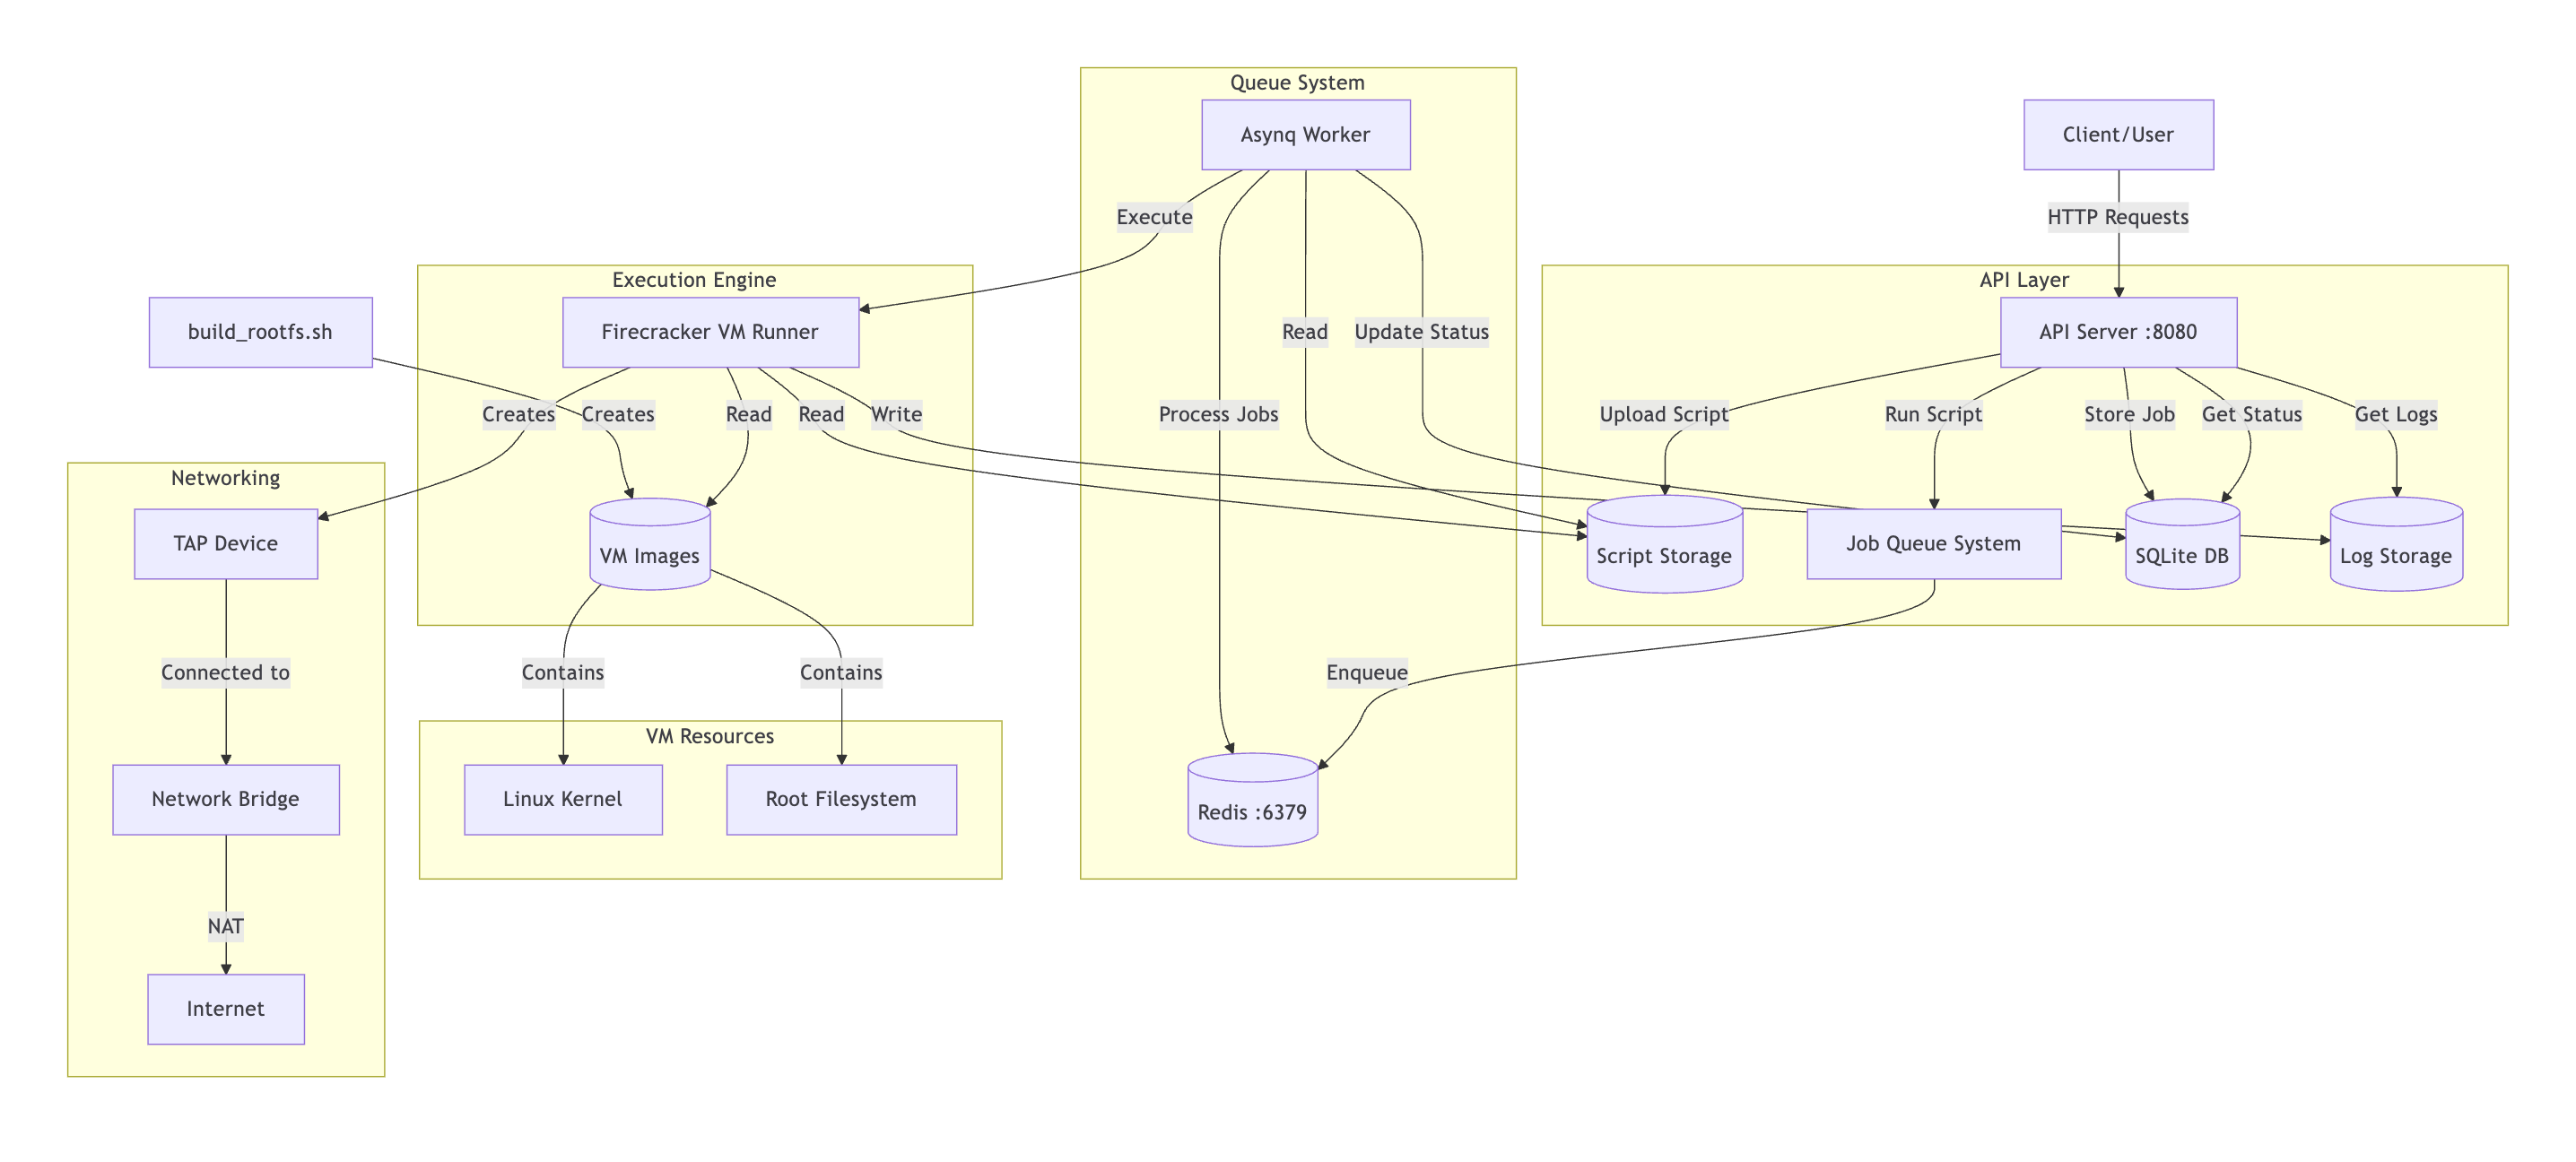 Queue System
Asynq Worker
Client/User
Execute
HTTP Requests
Execution Engine
API Layer
build_rootfs.sh
Firecracker VM Runner
Read
Update Status
API Server :8080
Creates
Creates
Read
Read
Write
Process Jobs
Upload Script
Run Script
Store Job
Get Status
Get Logs
Networking
TAP Device
VM Images
Script Storage
Job Queue System
SQLite DB
Log Storage
Connected to
Contains
Contains
Enqueue
VM Resources
Network Bridge
Linux Kernel
Root Filesystem
Redis :6379
NAT
Internet